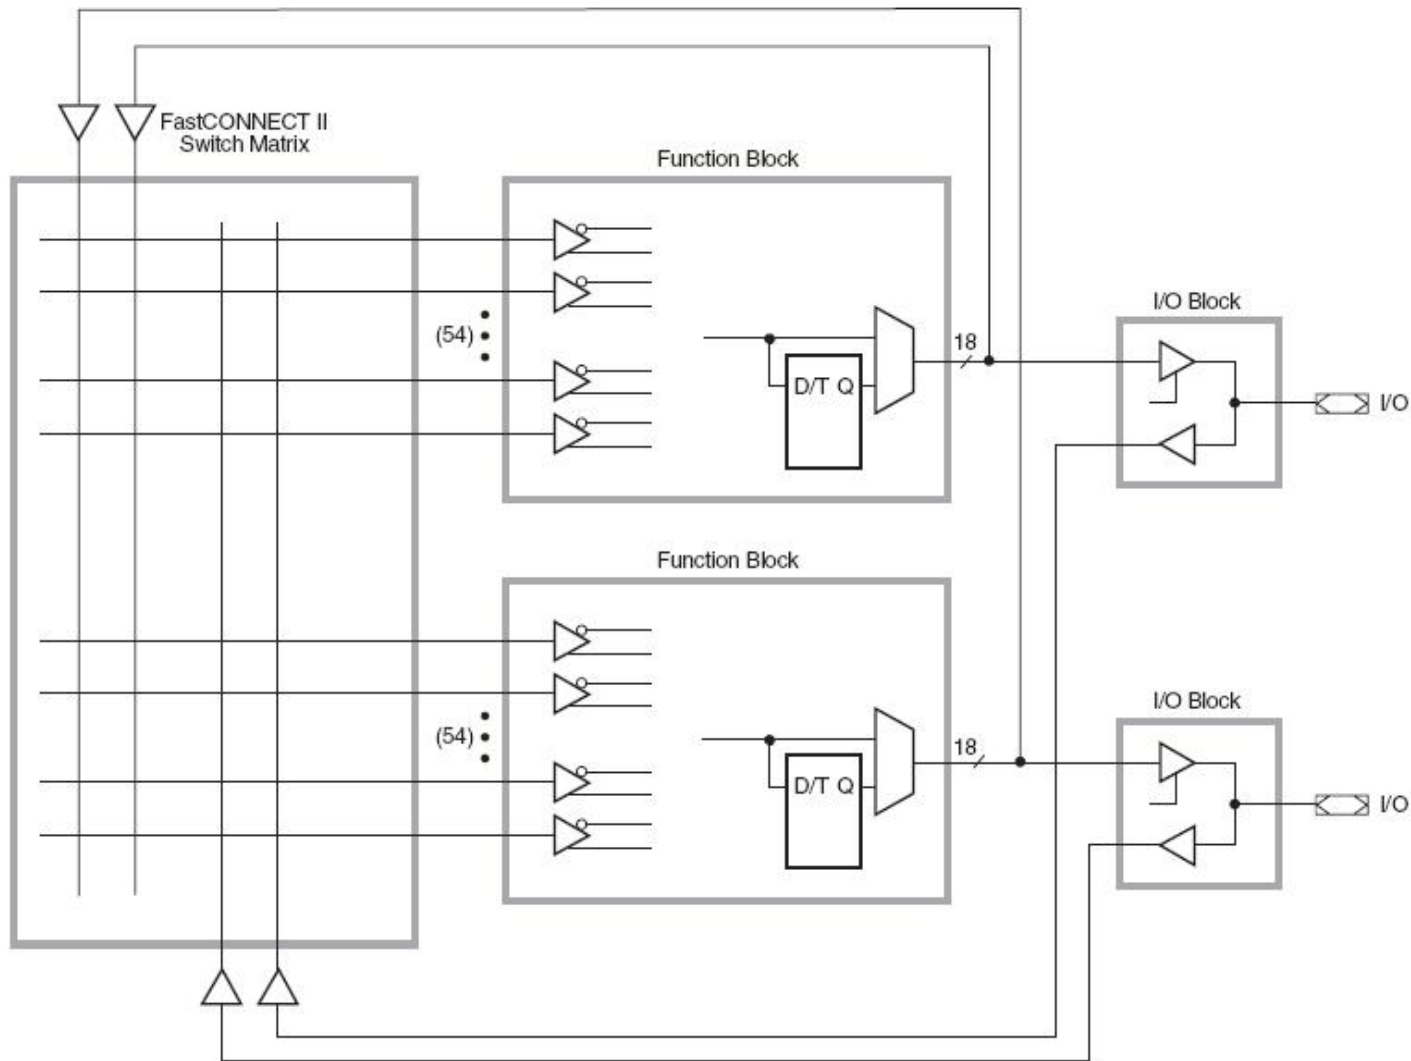 FastCONNECT II
Switch Matrix
Function Block
I/O Block
(54)
18
D/T Q
I/O
Function Block
I/O Block
(54)
18
D/T Q
I/O